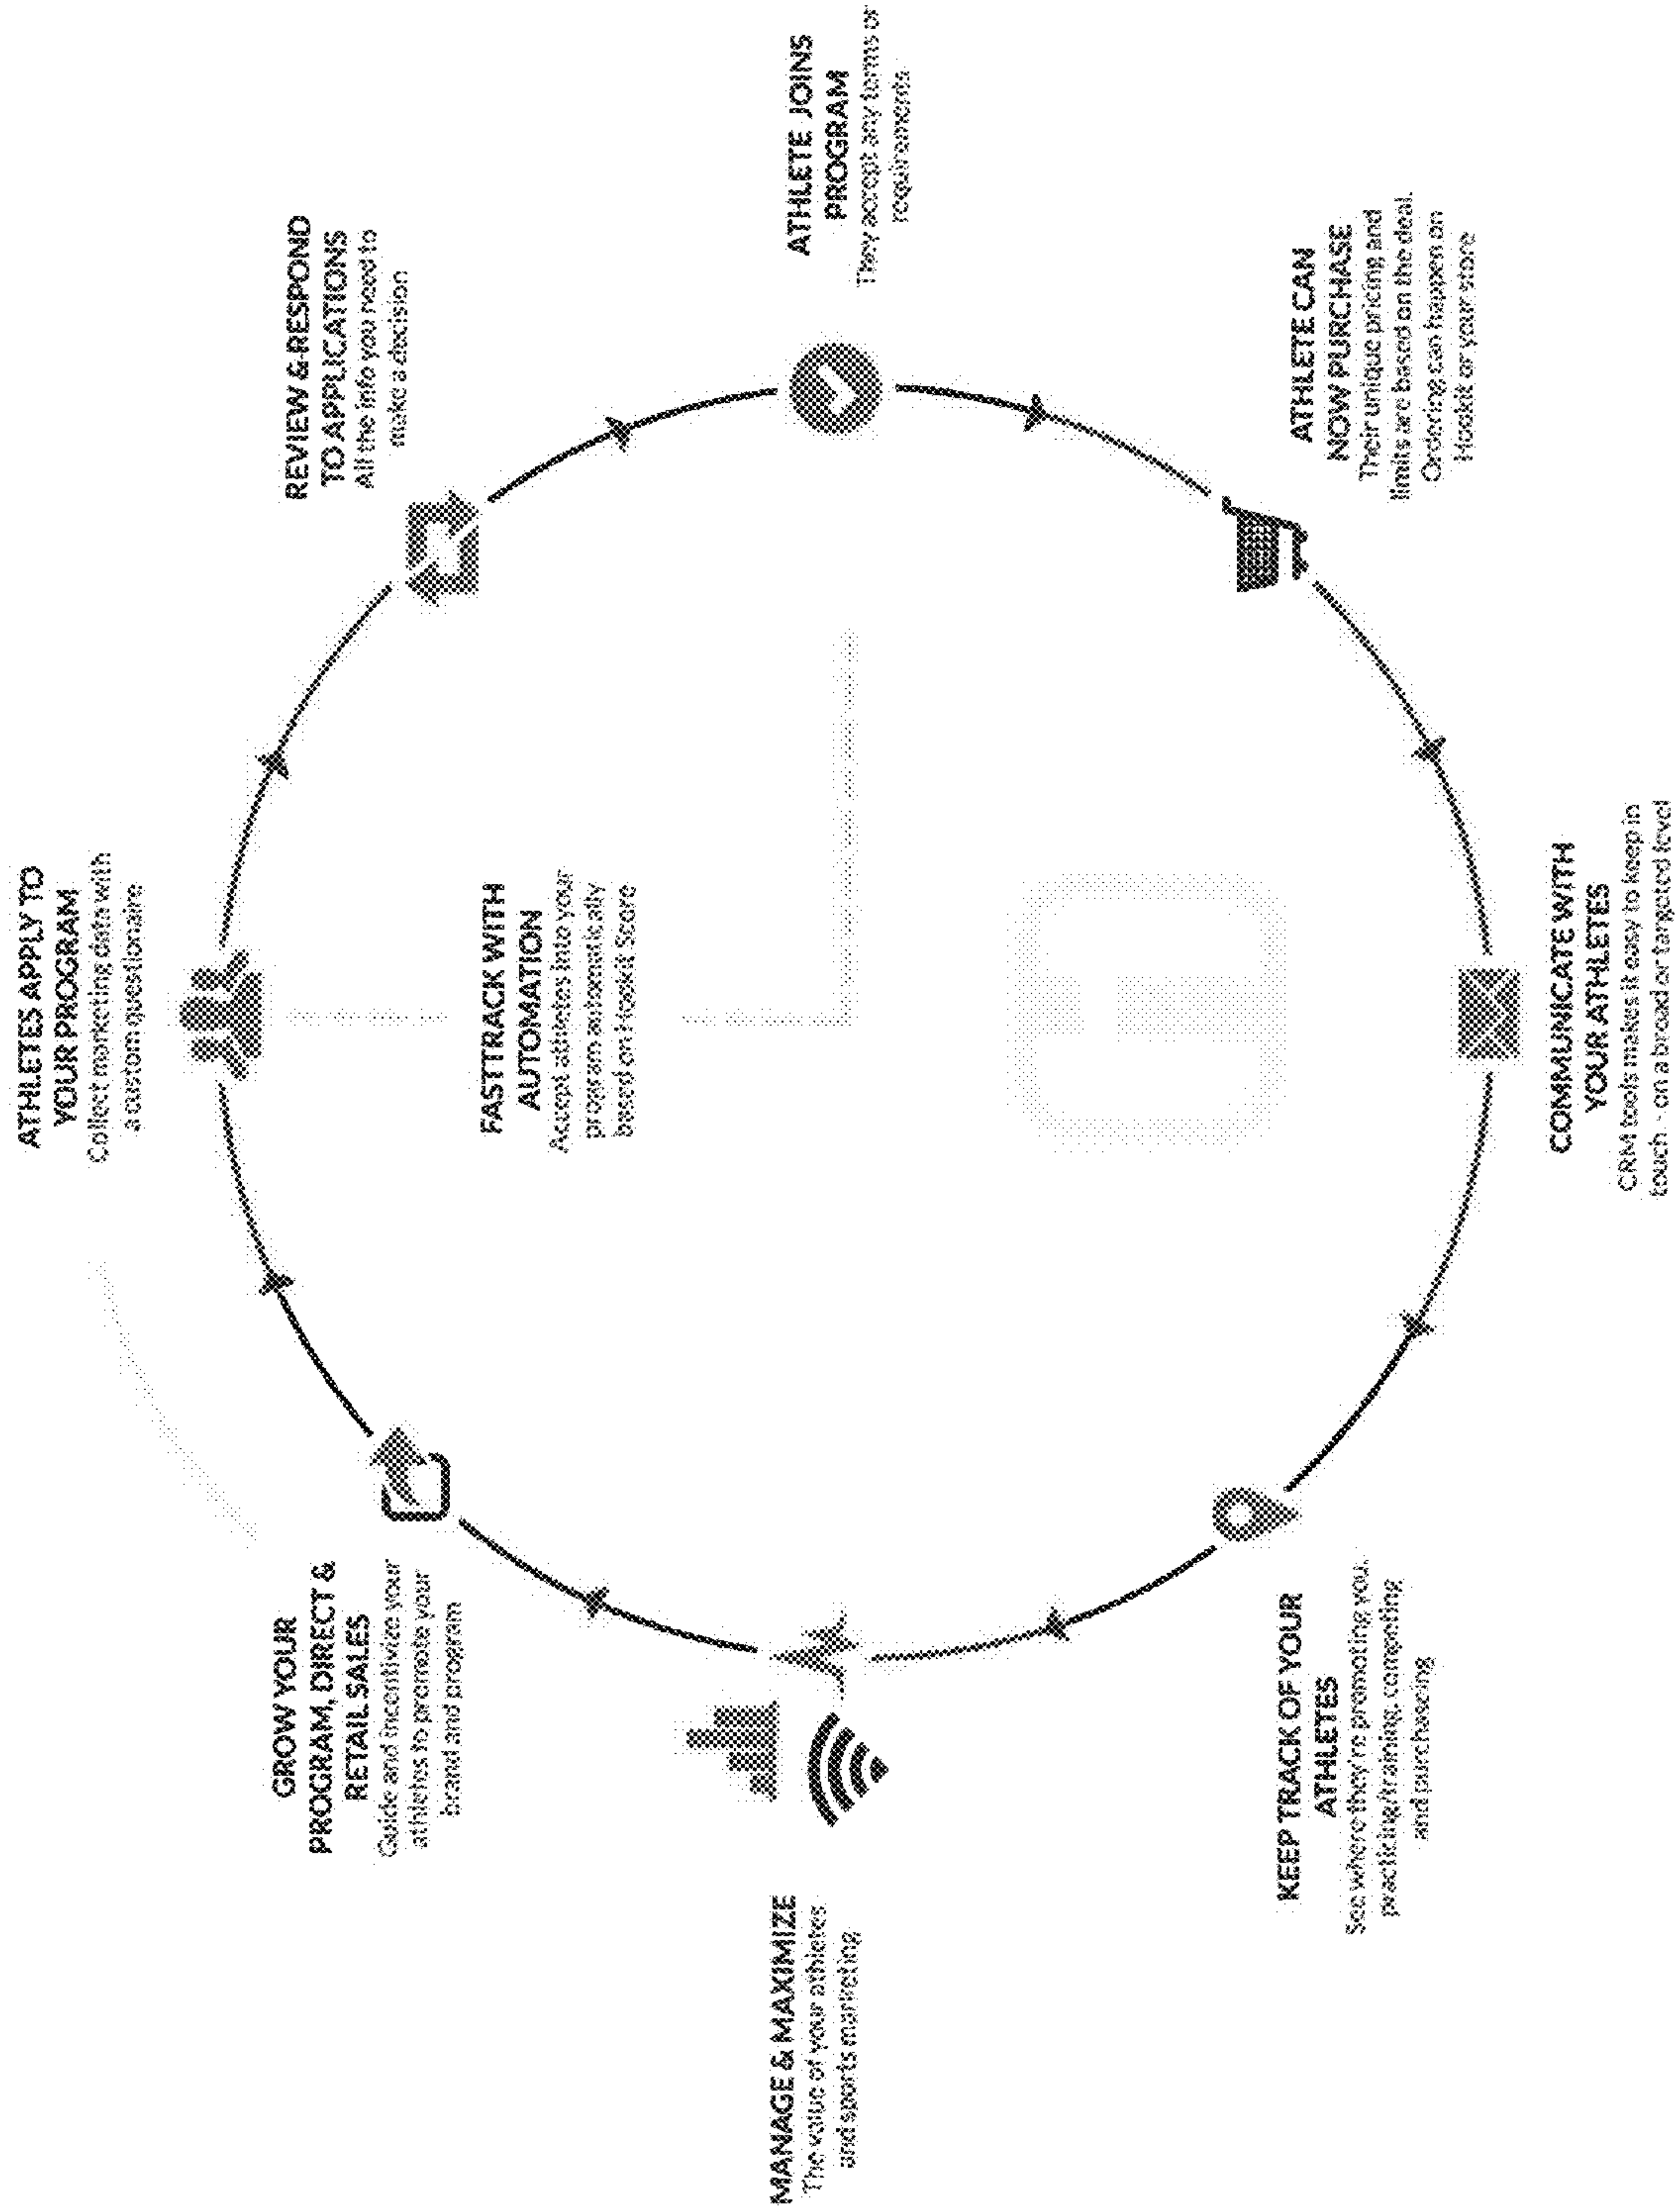 ATHLETES APPLY TO
YOUR PROGRAM
Collect marketing data with
a custom questionaire
REVIEW & RESPOND
TO APPLICATIONS
All the info you need to
make a decision
ATHLETE JOINS
PROGRAM
They accept any terms or
requirements
ATHLETE CAN
NOW PURCHASE
Their unique pricing and
limits are based on the deal.
Ordering can happen on
Hookit or your store
COMMUNICATE WITH
YOUR ATHLETES
CRM tools makes it easy to keep in
touch - on a broad or targeted level
KEEP TRACK OF YOUR
ATHLETES
See where they're promoting you,
practicing/training, competing
and purchasing
MANAGE & MAXIMIZE
The value of your athletes
and sports marketing
GROW YOUR
PROGRAM, DIRECT &
RETAIL SALES
Guide and incentivize your
athletes to promote your
brand and program
FASTTRACK WITH
AUTOMATION
Accept athletes into your
program automatically
based on Hookit Score